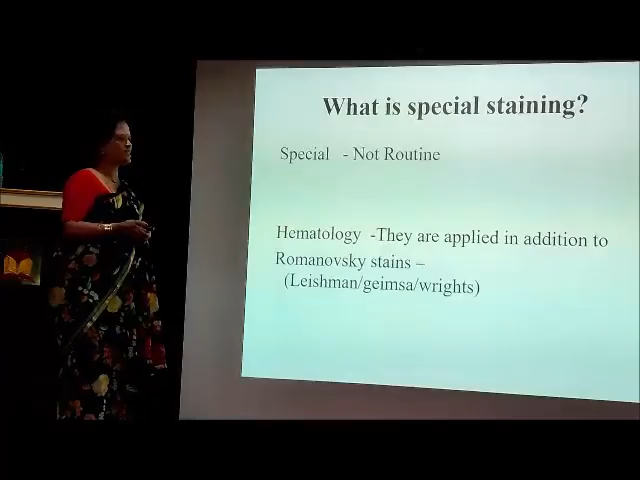 What is special staining?
Special - Not Routine
Hematology -They are applied in addition to
Romanovsky stains –
(Leishman/geimsa/wrights)